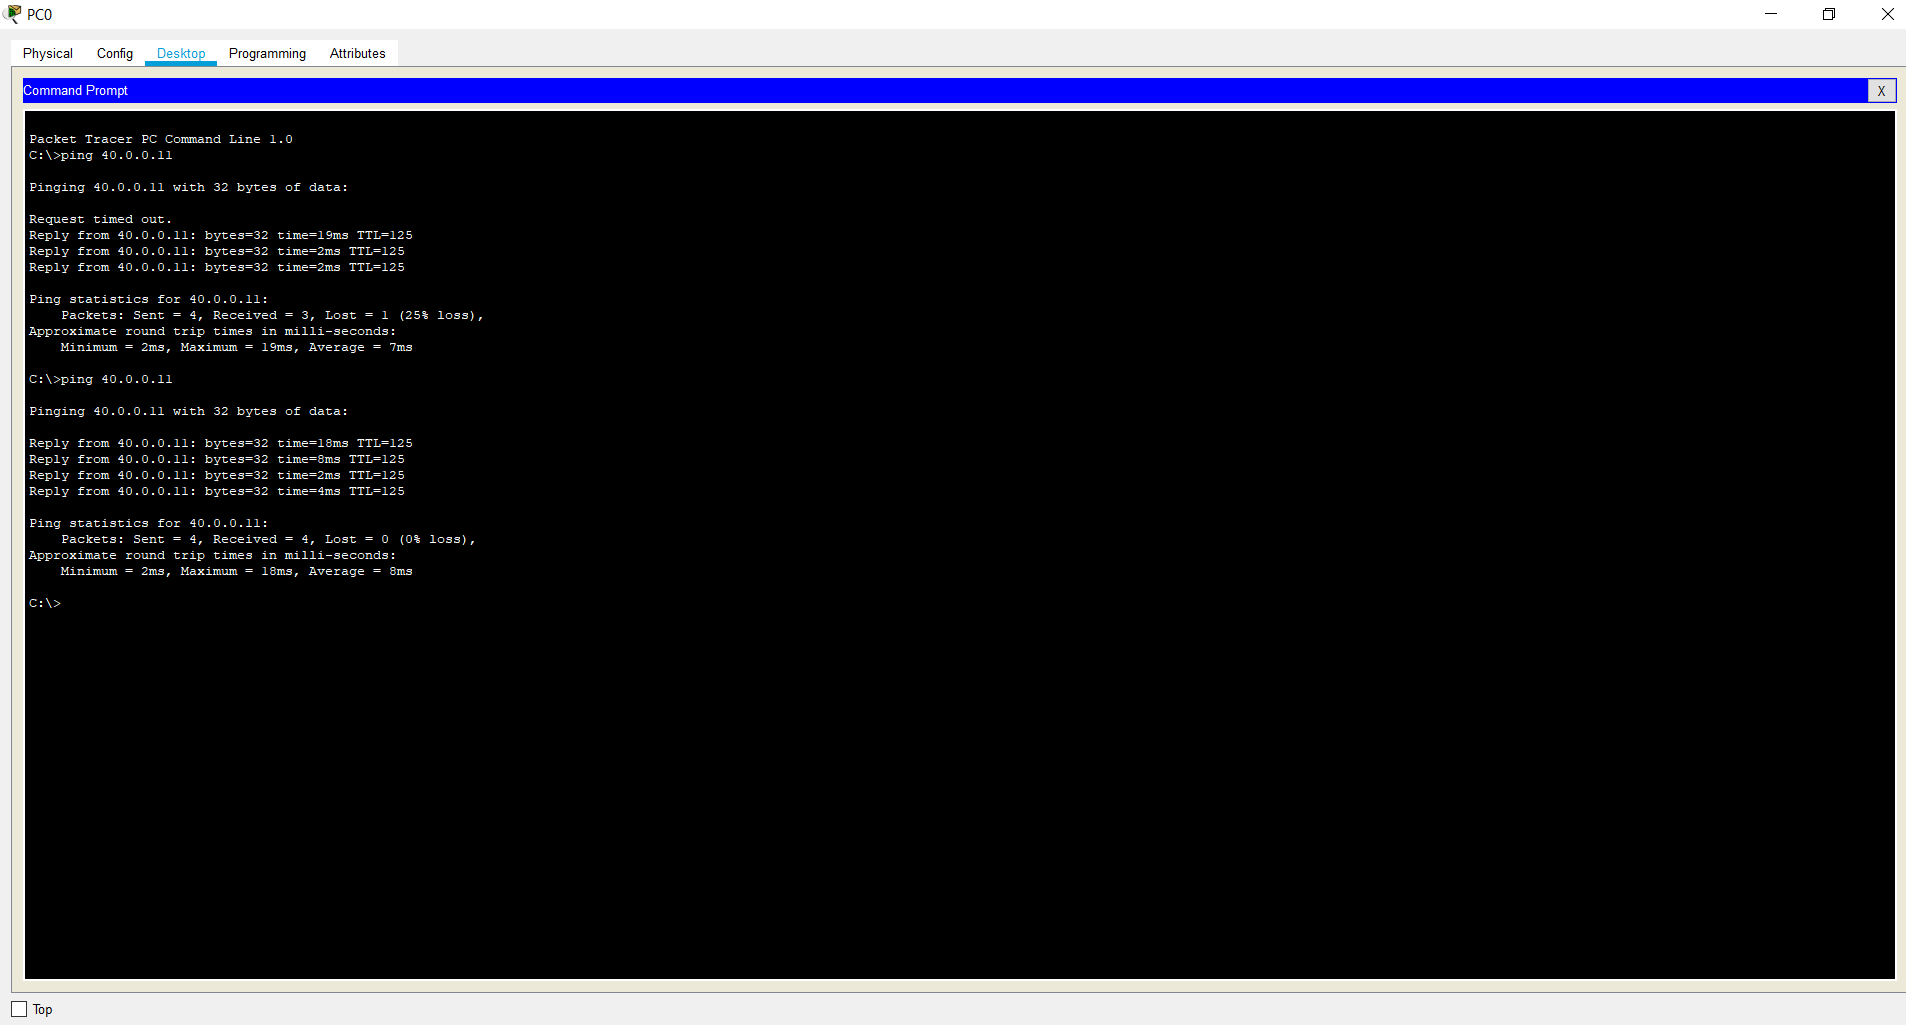 PC0
Physical Config Desktop Programming Attributes
Command Prompt X
Packet Tracer PC Command Line 1.0
C:\>ping 40.0.0.11
Pinging 40.0.0.11 with 32 bytes of data:
Request timed out.
Reply from 40.0.0.11: bytes=32 time=19ms TTL=125
Reply from 40.0.0.11: bytes=32 time=2ms TTL=125
Reply from 40.0.0.11: bytes=32 time=2ms TTL=125
Ping statistics for 40.0.0.11:
    Packets: Sent = 4, Received = 3, Lost = 1 (25% loss),
Approximate round trip times in milli-seconds:
    Minimum = 2ms, Maximum = 19ms, Average = 7ms
C:\>ping 40.0.0.11
Pinging 40.0.0.11 with 32 bytes of data:
Reply from 40.0.0.11: bytes=32 time=18ms TTL=125
Reply from 40.0.0.11: bytes=32 time=8ms TTL=125
Reply from 40.0.0.11: bytes=32 time=2ms TTL=125
Reply from 40.0.0.11: bytes=32 time=4ms TTL=125
Ping statistics for 40.0.0.11:
    Packets: Sent = 4, Received = 4, Lost = 0 (0% loss),
Approximate round trip times in milli-seconds:
    Minimum = 2ms, Maximum = 18ms, Average = 8ms
C:\>
Top